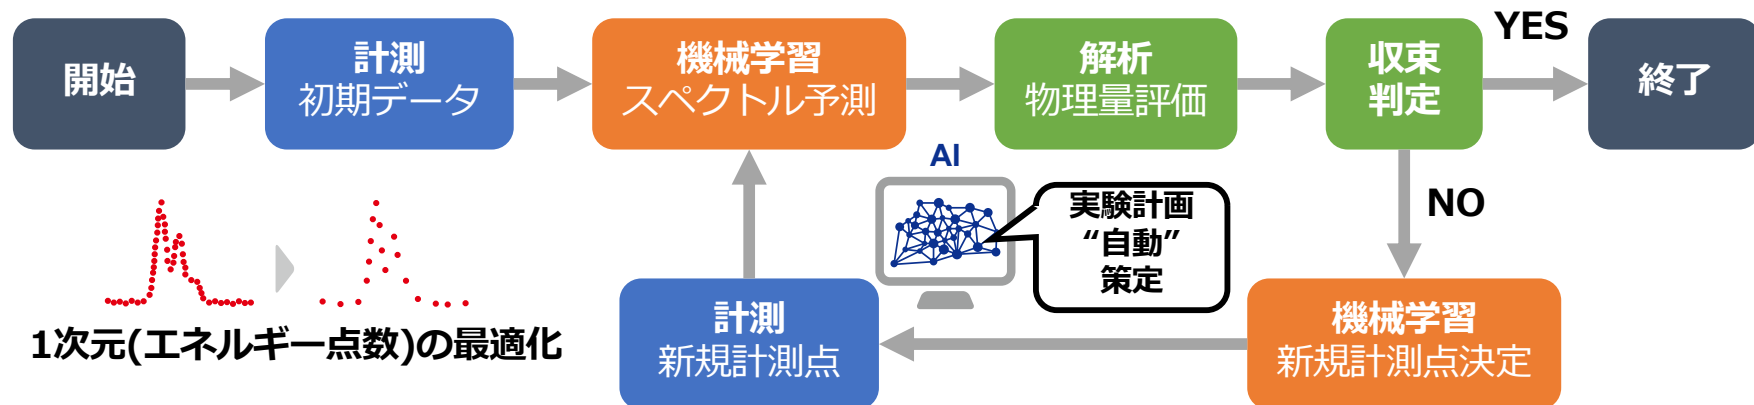 開始
計測
初期データ
機械学習
スペクトル予測
解析
物理量評価
収束
判定
YES
終了
NO
AI
実験計画
“自動”
策定
1次元(エネルギー点数)の最適化
計測
新規計測点
機械学習
新規計測点決定